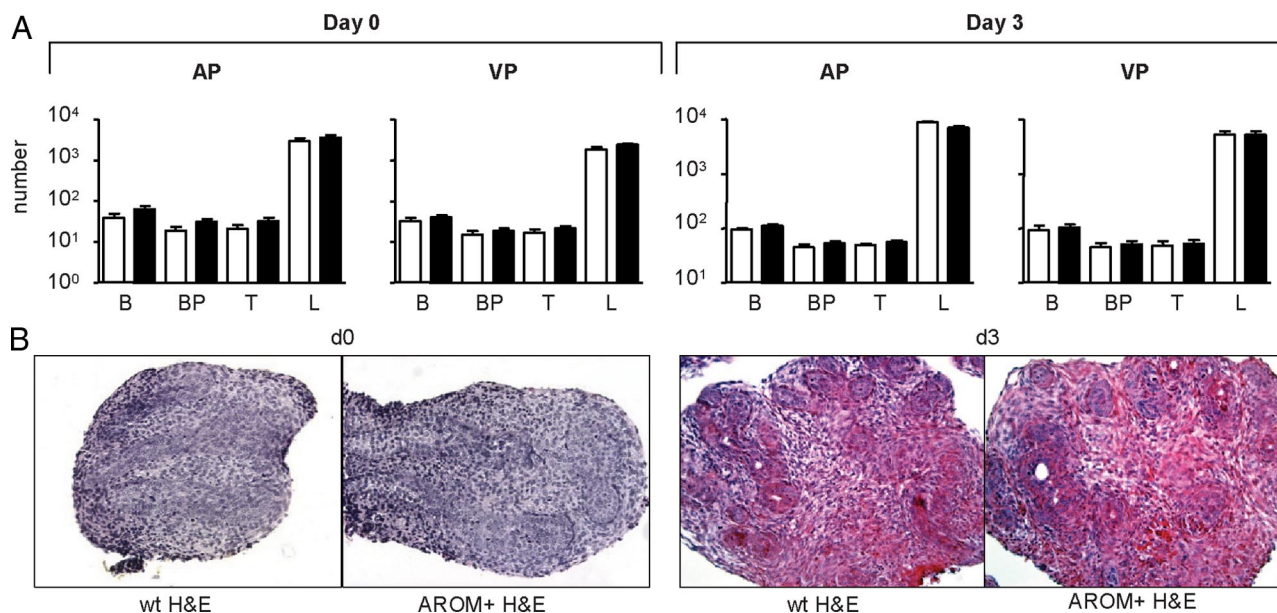 A
Day 0
Day 3
AP
VP
AP
VP
number
10⁴
10³
10²
10¹
10⁰
10⁴
10³
10²
10¹
B BP T L
B BP T L
B BP T L
B BP T L
B
d0
d3
wt H&E
AROM+ H&E
wt H&E
AROM+ H&E